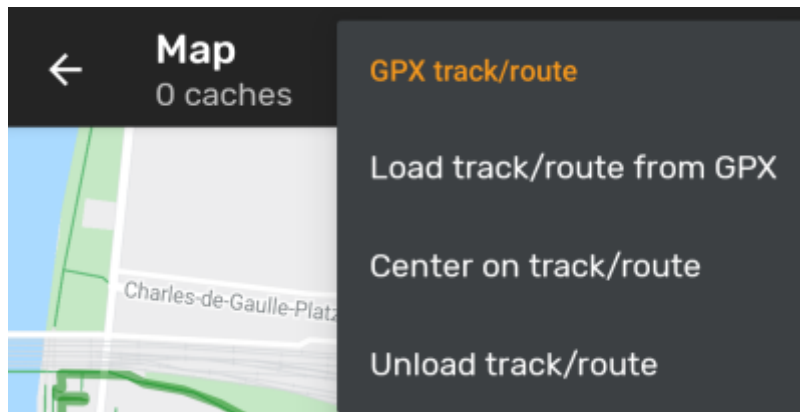 Map
0 caches
GPX track/route
Load track/route from GPX
Center on track/route
Charles-de-Gaulle-Platz
Unload track/route